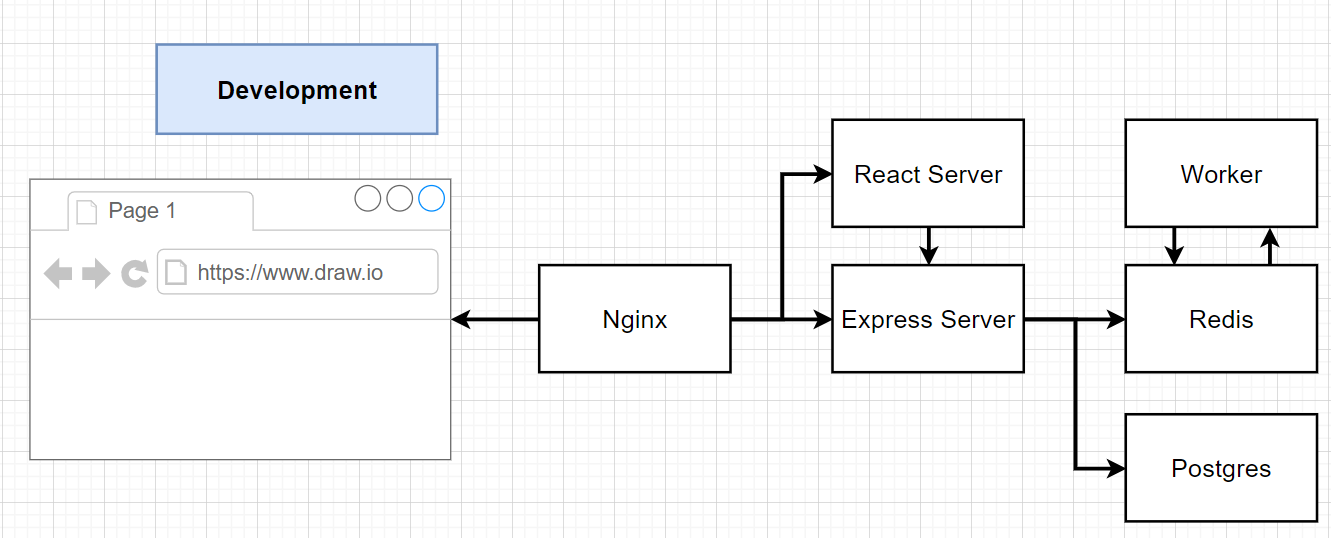 Development
Page 1
https://www.draw.io
Nginx
React Server
Express Server
Worker
Redis
Postgres